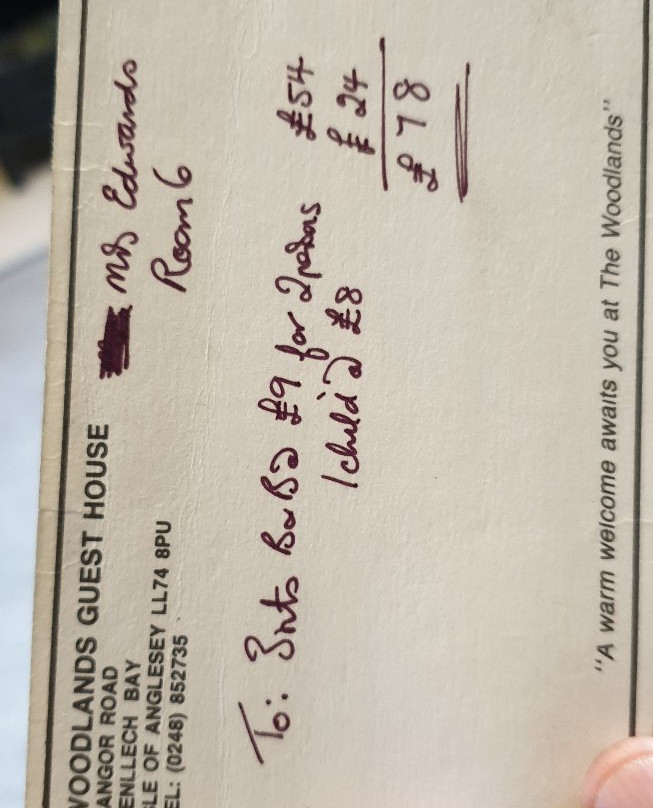 WOODLANDS GUEST HOUSE
ANGOR ROAD
ENLLECH BAY
LE OF ANGLESEY LL74 8PU
EL: (0248) 852735
Mrs Edwards
Room 6
To: 3nts B&B @ £9 for 2 persons £54
1 child @ £8 £24
£78
"A warm welcome awaits you at The Woodlands"